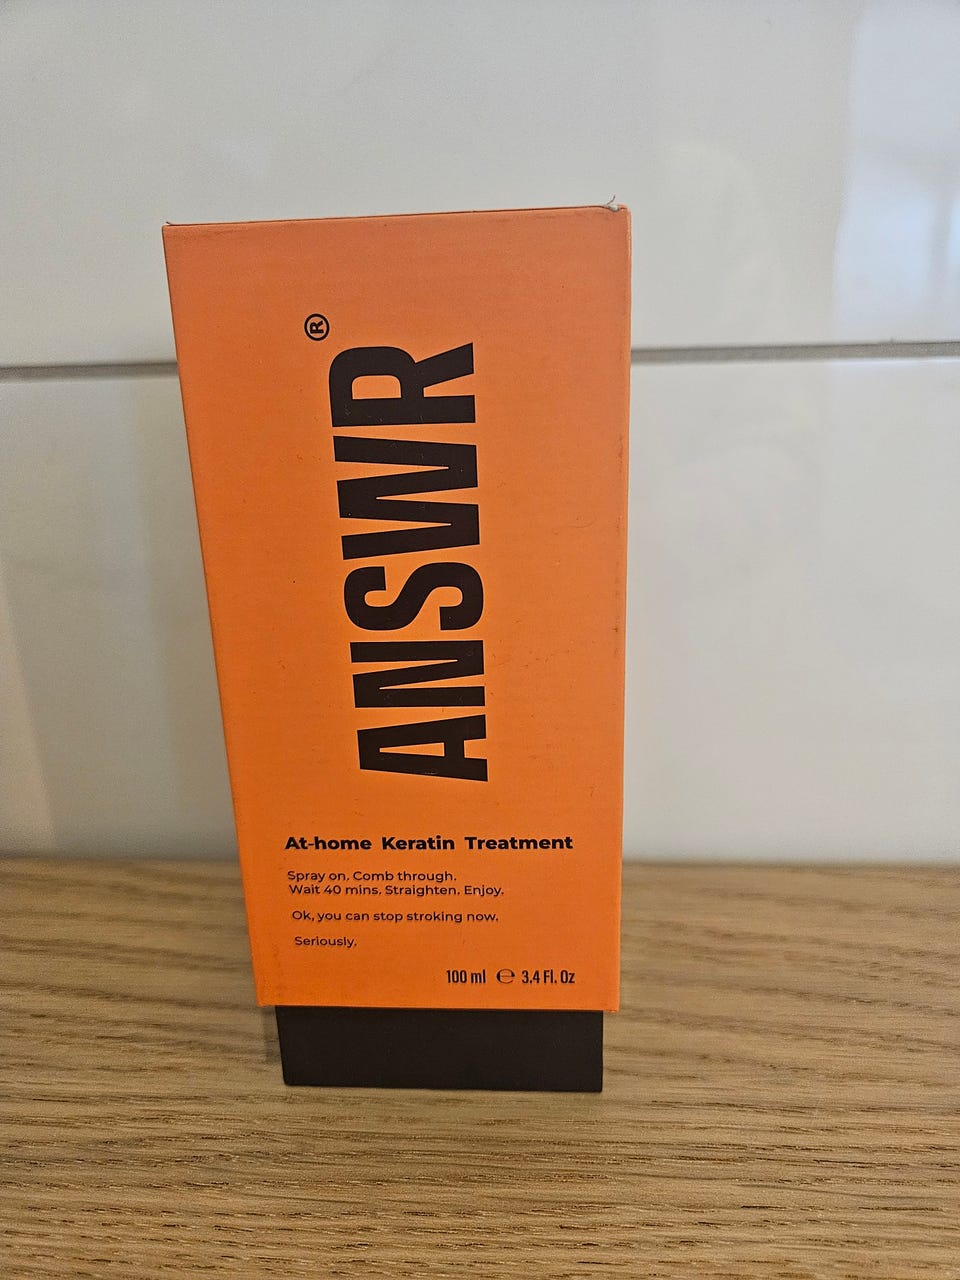 ANSWR®
At-home Keratin Treatment
Spray on. Comb through.
Wait 40 mins. Straighten. Enjoy.
Ok, you can stop stroking now.
Seriously.
100 ml ℮ 3.4 Fl. Oz